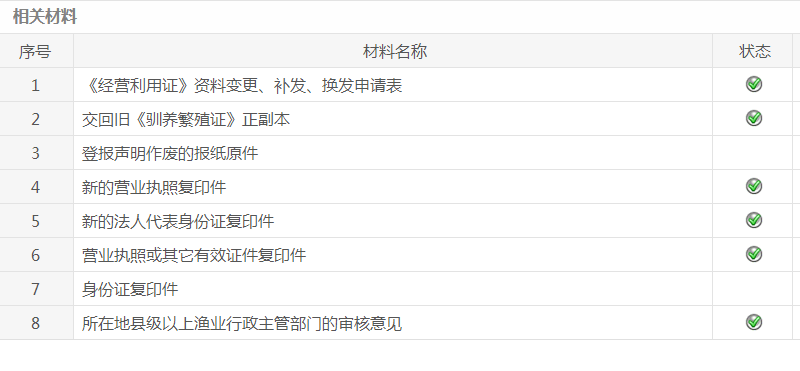 相关材料
序号 材料名称 状态
1 《经营利用证》资料变更、补发、换发申请表
2 交回旧《驯养繁殖证》正副本
3 登报声明作废的报纸原件
4 新的营业执照复印件
5 新的法人代表身份证复印件
6 营业执照或其它有效证件复印件
7 身份证复印件
8 所在地县级以上渔业行政主管部门的审核意见